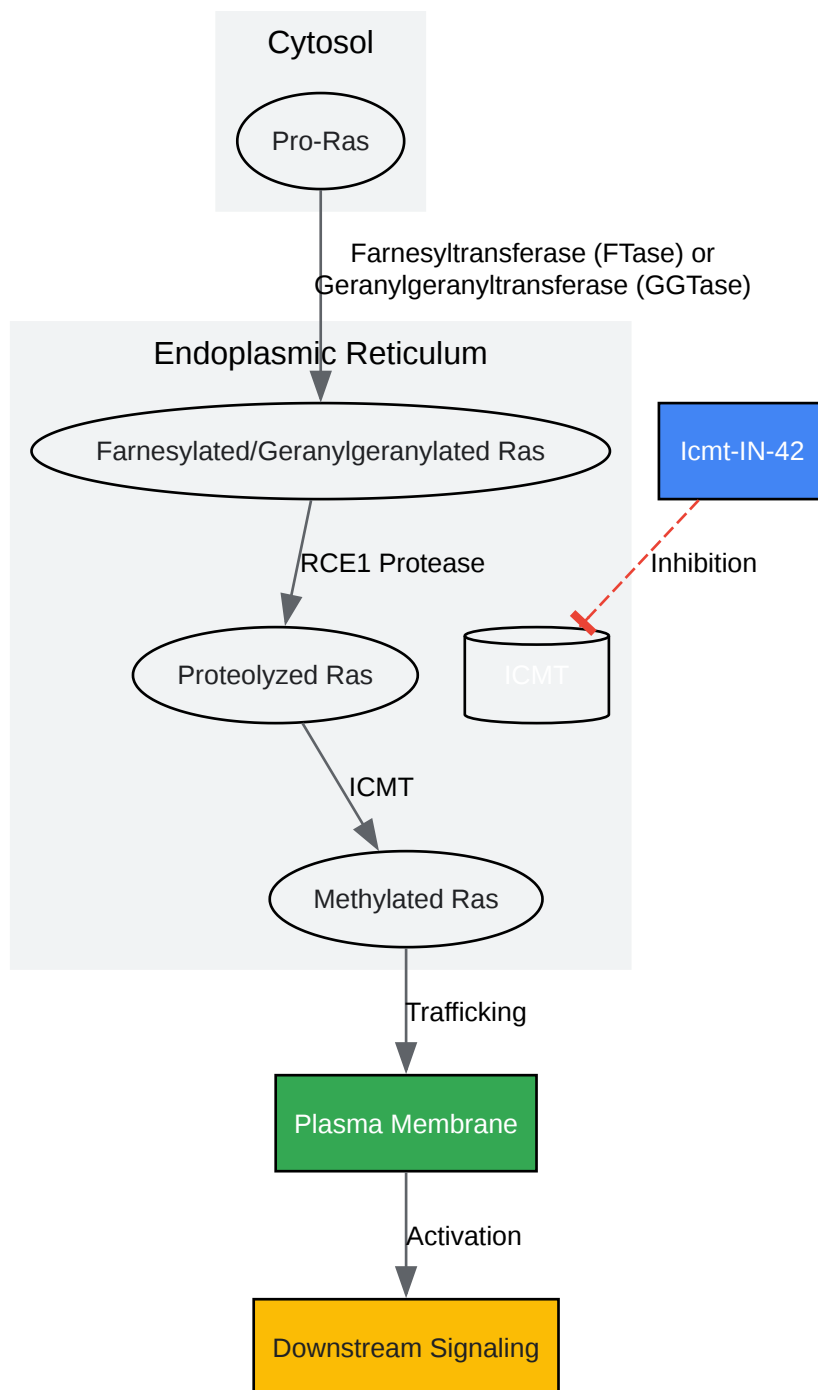 Cytosol
Pro-Ras
Farnesyltransferase (FTase) or
Geranylgeranyltransferase (GGTase)
Endoplasmic Reticulum
Farnesylated/Geranylgeranylated Ras
Icmt-IN-42
RCE1 Protease
Inhibition
Proteolyzed Ras
ICMT
ICMT
Methylated Ras
Trafficking
Plasma Membrane
Activation
Downstream Signaling